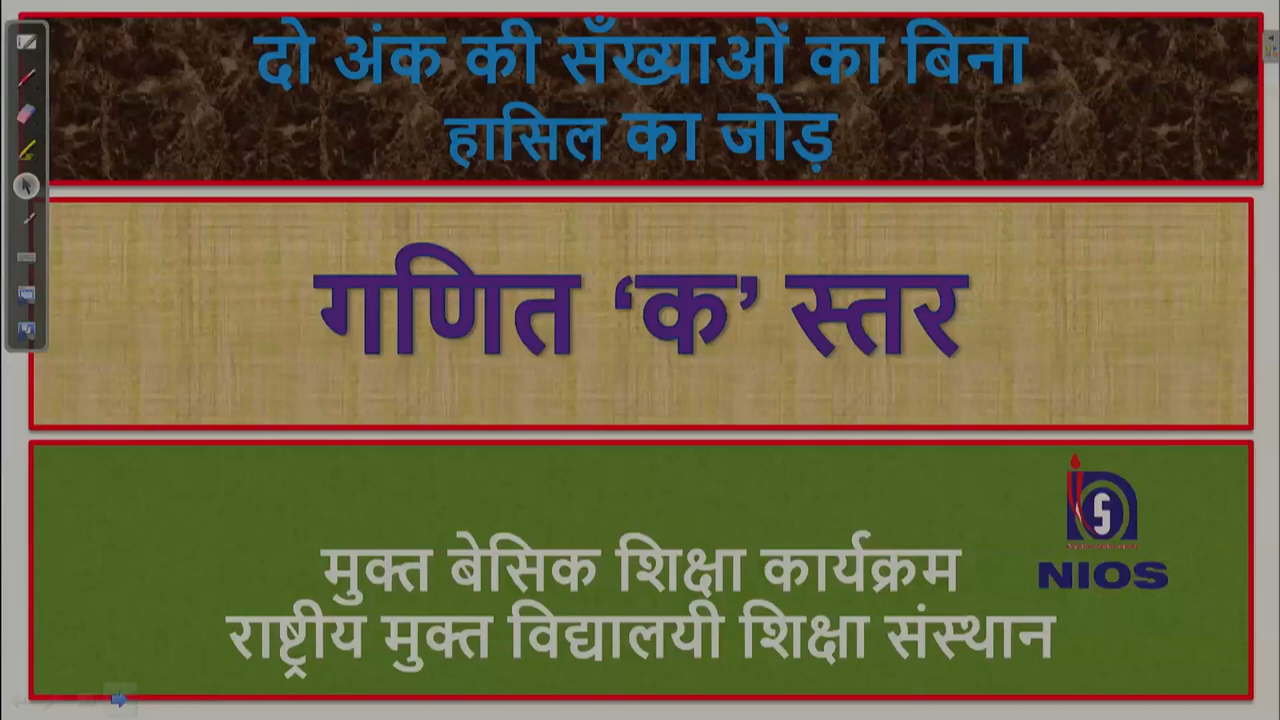 दो अंक की सँख्याओं का बिना
हासिल का जोड़
गणित ‘क’ स्तर
मुक्त बेसिक शिक्षा कार्यक्रम
राष्ट्रीय मुक्त विद्यालयी शिक्षा संस्थान
NIOS